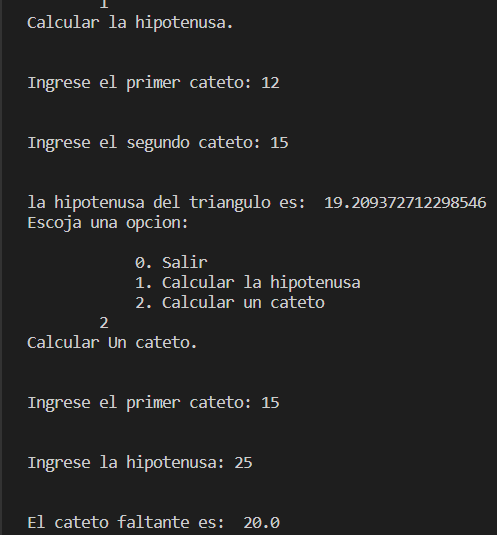 1
Calcular la hipotenusa.
Ingrese el primer cateto: 12
Ingrese el segundo cateto: 15
la hipotenusa del triangulo es:  19.209372712298546
Escoja una opcion:
0. Salir
1. Calcular la hipotenusa
2. Calcular un cateto
2
Calcular Un cateto.
Ingrese el primer cateto: 15
Ingrese la hipotenusa: 25
El cateto faltante es:  20.0